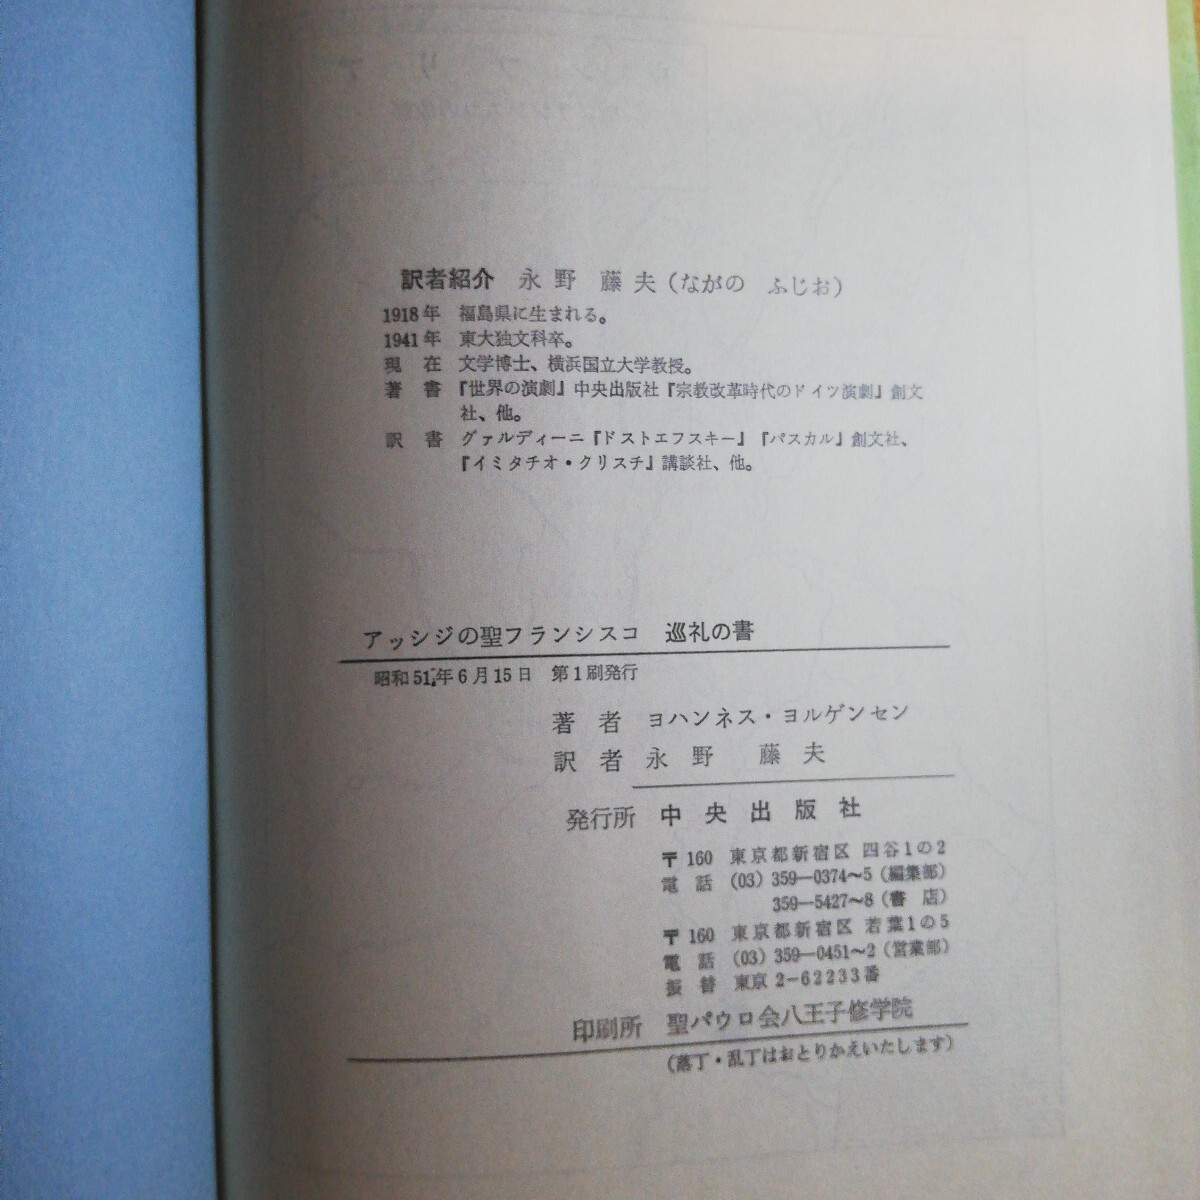 訳者紹介　永野　藤夫（ながの　ふじお）
1918年　福島県に生まれる。
1941年　東大独文科卒。
現　在　文学博士、横浜国立大学教授。
著　書　『世界の演劇』中央出版社『宗教改革時代のドイツ演劇』創文
社、他。
訳　書　グァルディーニ『ドストエフスキー』『パスカル』創文社、
『イミタチオ・クリスチ』講談社、他。
アッシジの聖フランシスコ　巡礼の書
昭和51年6月15日　第1刷発行
著　者　ヨハンネス・ヨルゲンセン
訳　者　永　野　藤　夫
発行所　中央出版社
〒160　東京都新宿区 四谷1の2
電　話　(03) 359—0374〜5（編集部）
359—5427〜8（書　店）
〒160　東京都新宿区 若葉1の5
電　話　(03) 359—0451〜2（営業部）
振　替　東京 2−62233番
印刷所　聖パウロ会八王子修学院
（落丁・乱丁はおとりかえいたします）